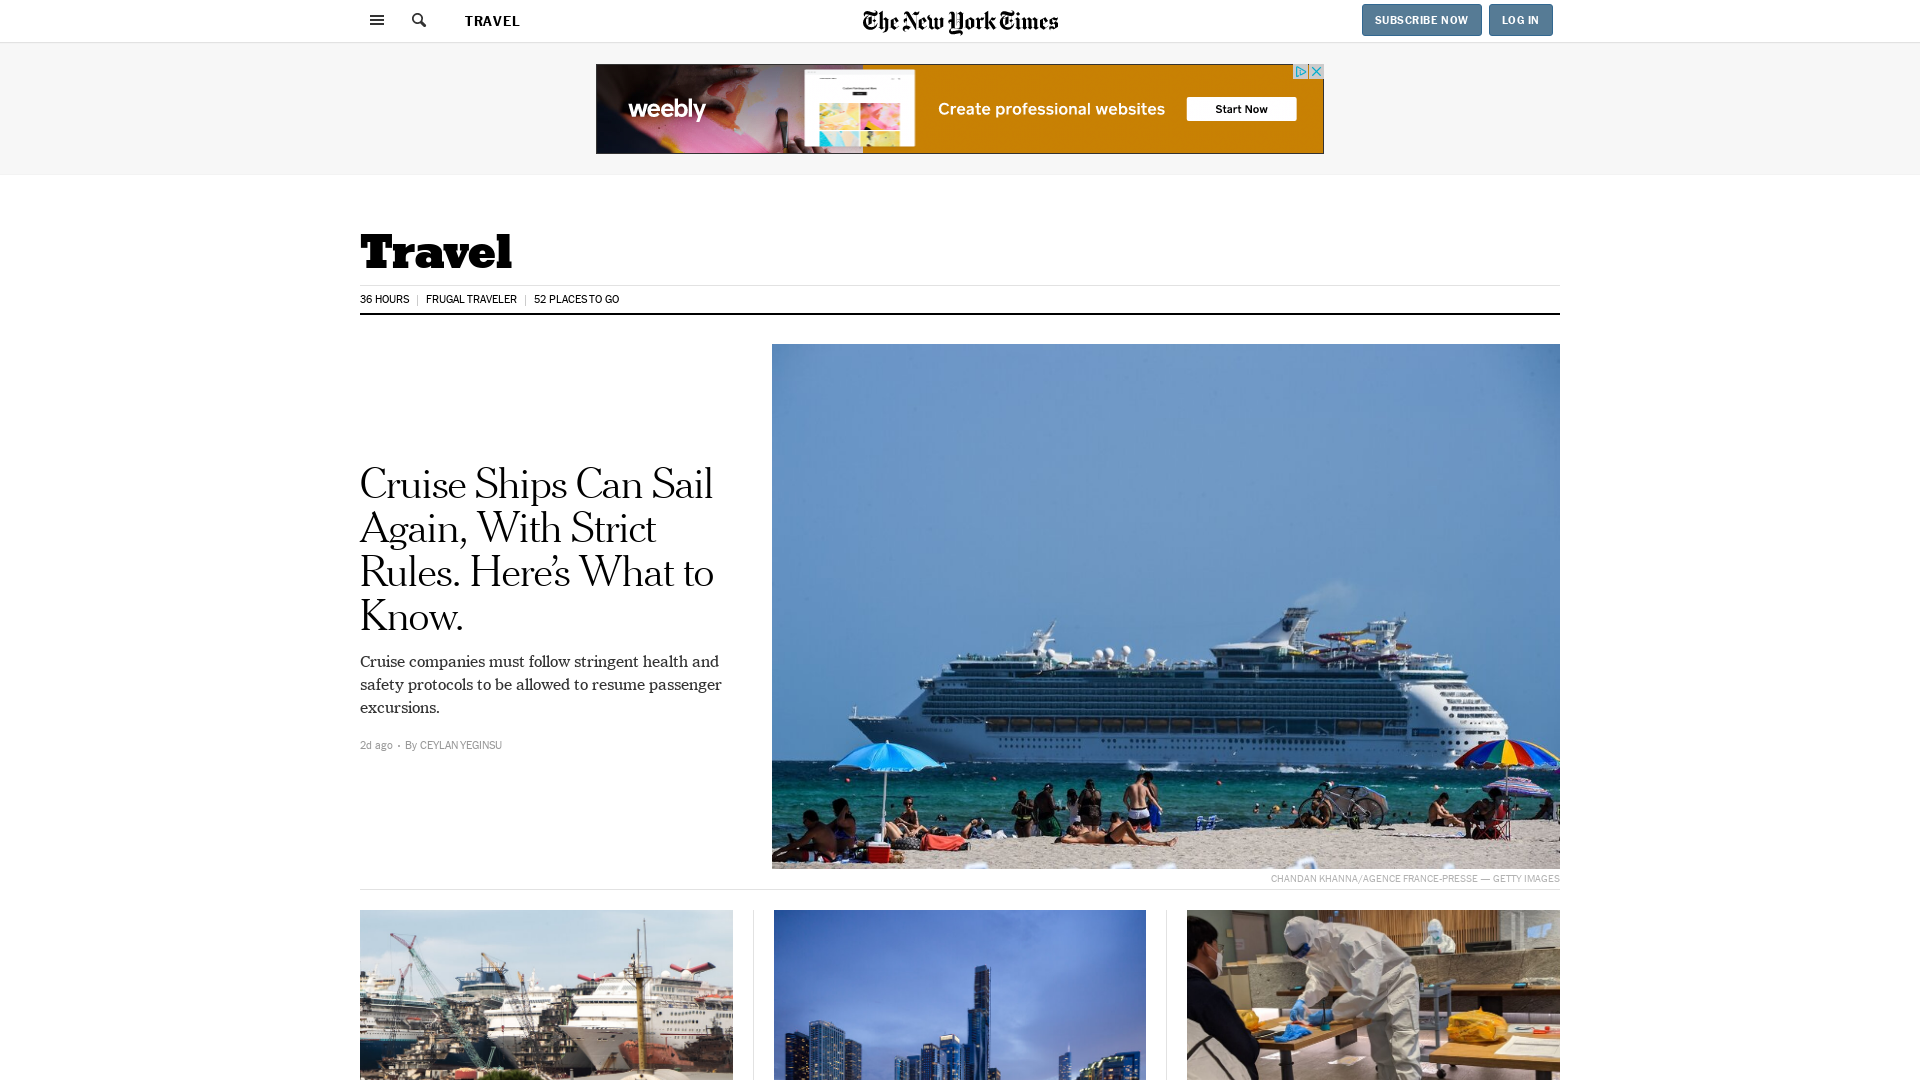 TRAVEL
The New York Times
SUBSCRIBE NOW
LOG IN
weebly
Create professional websites
Start Now
Travel
36 HOURS
FRUGAL TRAVELER
52 PLACES TO GO
Cruise Ships Can Sail
Again, With Strict
Rules. Here’s What to
Know.
Cruise companies must follow stringent health and
safety protocols to be allowed to resume passenger
excursions.
2d ago • By CEYLAN YEGINSU
CHANDAN KHANNA/AGENCE FRANCE-PRESSE — GETTY IMAGES